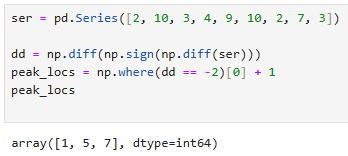 ser = pd.Series([2, 10, 3, 4, 9, 10, 2, 7, 3])
dd = np.diff(np.sign(np.diff(ser)))
peak_locs = np.where(dd == -2)[0] + 1
peak_locs
array([1, 5, 7], dtype=int64)